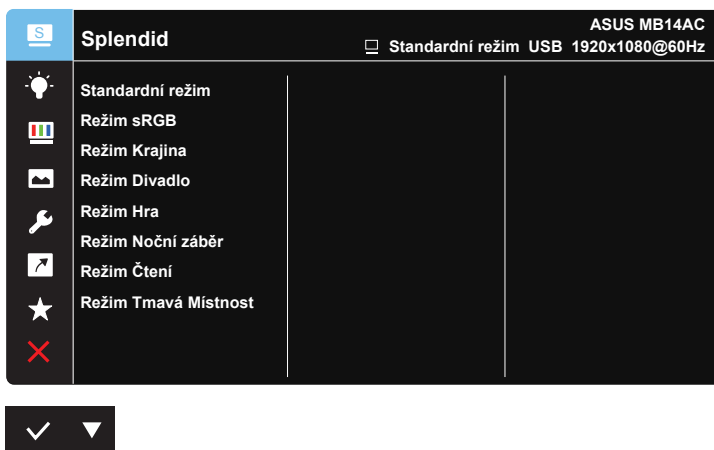 S
Splendid
ASUS MB14AC
Standardní režim USB 1920x1080@60Hz
Standardní režim
Režim sRGB
Režim Krajina
Režim Divadlo
Režim Hra
Režim Noční záběr
Režim Čtení
Režim Tmavá Místnost